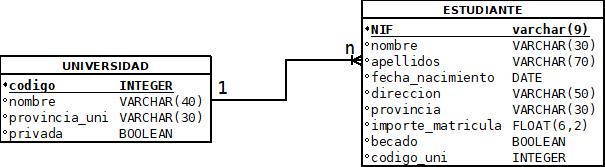 UNIVERSIDAD
codigo INTEGER
nombre VARCHAR(40)
provincia_uni VARCHAR(30)
privada BOOLEAN
1
n
ESTUDIANTE
NIF varchar(9)
nombre VARCHAR(30)
apellidos VARCHAR(70)
fecha_nacimiento DATE
direccion VARCHAR(50)
provincia VARCHAR(30)
importe_matricula FLOAT(6,2)
becado BOOLEAN
codigo_uni INTEGER